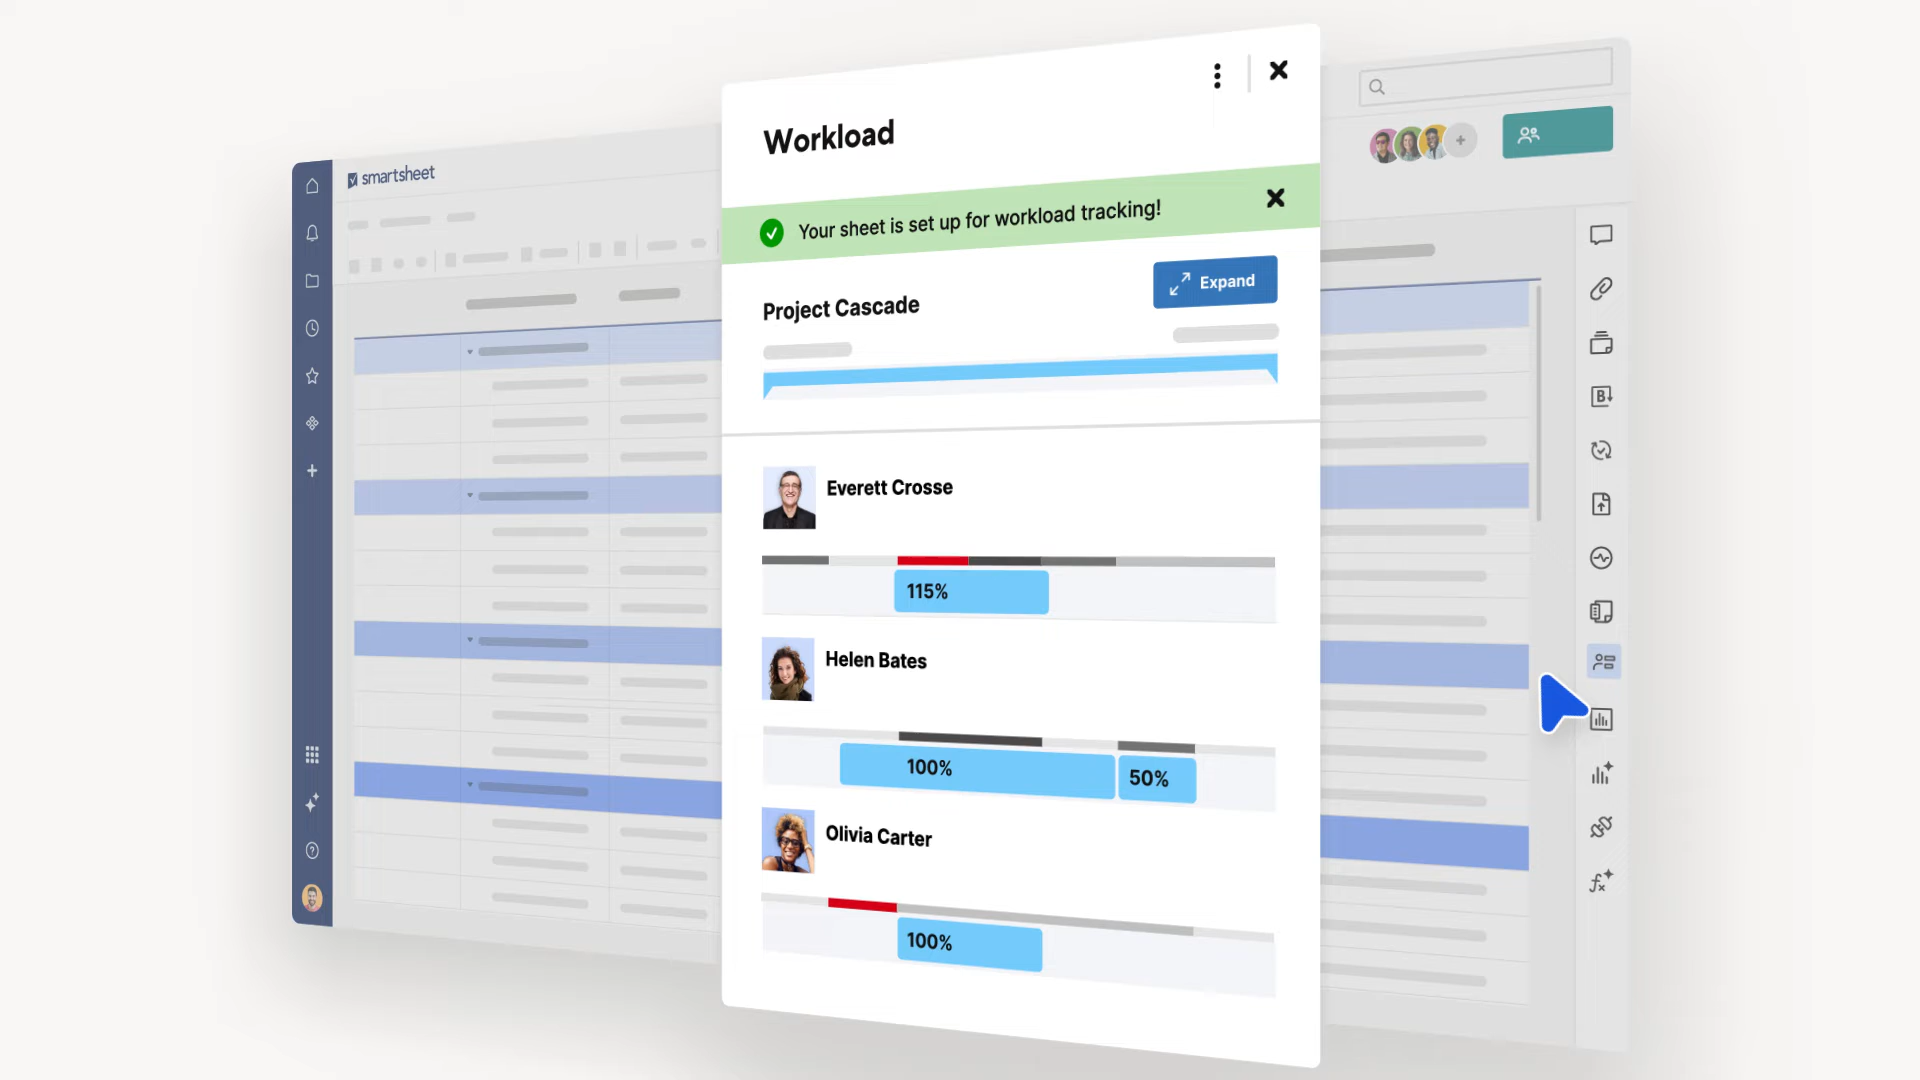 smartsheet
Workload
Your sheet is set up for workload tracking!
Expand
Project Cascade
Everett Crosse
115%
Helen Bates
100%
50%
Olivia Carter
100%